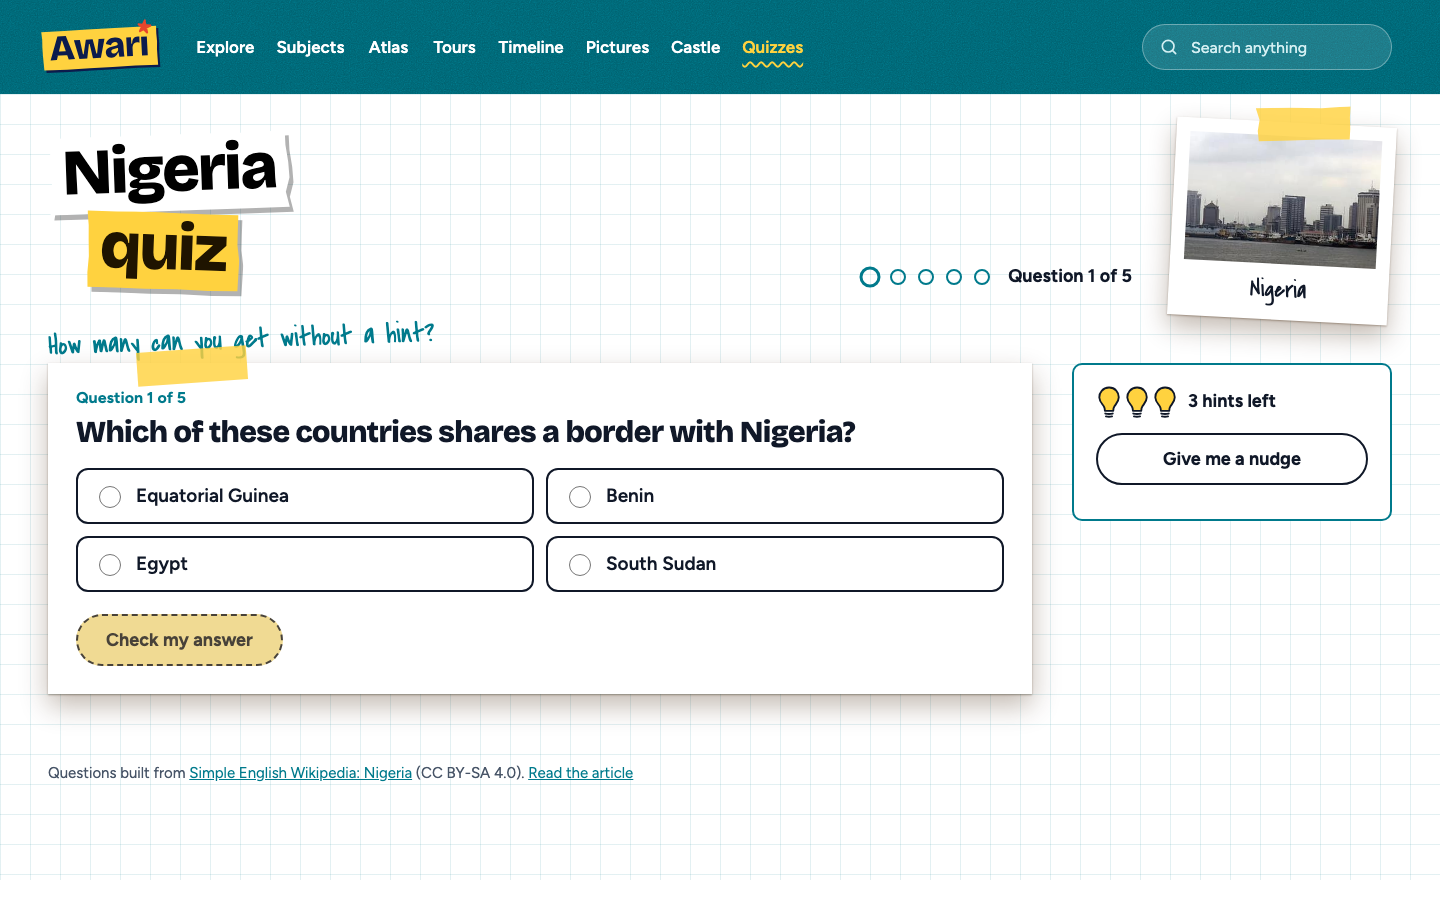 Awari
Explore Subjects Atlas Tours Timeline Pictures Castle Quizzes
Search anything
Nigeria
quiz
Question 1 of 5
Nigeria
How many can you get without a hint?
Question 1 of 5
Which of these countries shares a border with Nigeria?
Equatorial Guinea
Benin
Egypt
South Sudan
Check my answer
3 hints left
Give me a nudge
Questions built from Simple English Wikipedia: Nigeria (CC BY-SA 4.0). Read the article